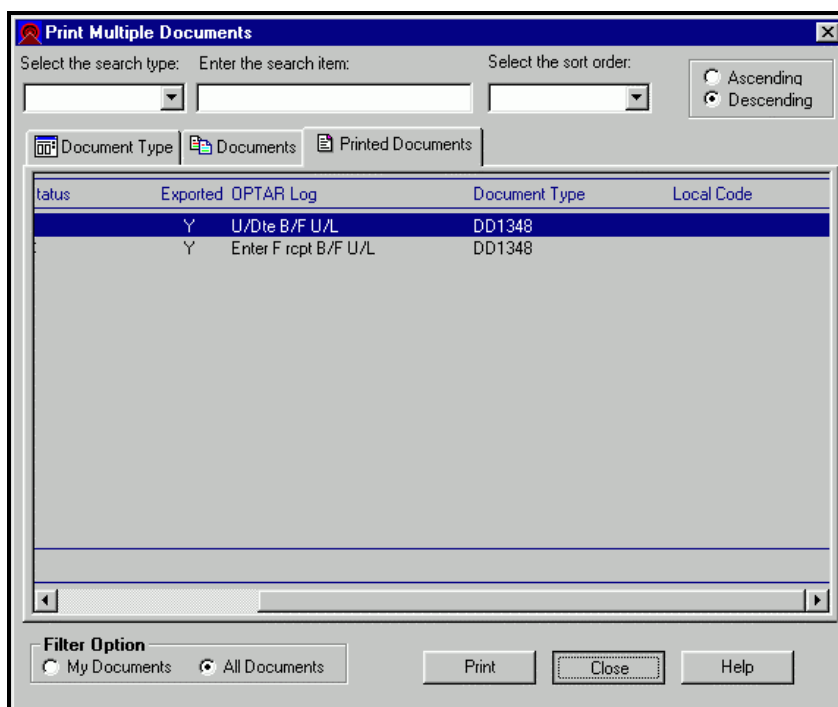 Print Multiple Documents
Select the search type: Enter the search item: Select the sort order:
Ascending
Descending
Document Type Documents Printed Documents
tatus Exported OPTAR Log Document Type Local Code
Y U/Dte B/F U/L DD1348
Y Enter F rcpt B/F U/L DD1348
Filter Option
My Documents All Documents Print Close Help